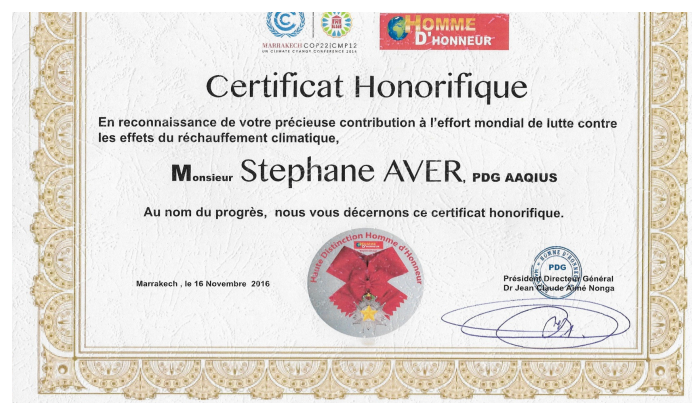 MARRAKECH COP22|CMP12
UN CLIMATE CHANGE CONFERENCE 2016
HOMME
D'HONNEUR
Certificat Honorifique
En reconnaissance de votre précieuse contribution à l'effort mondial de lutte contre
les effets du réchauffement climatique,
Monsieur Stephane AVER, PDG AAQIUS
Au nom du progrès, nous vous décernons ce certificat honorifique.
Haute Distinction Homme d'Honneur
Marrakech , le 16 Novembre 2016
HOMME D'HONNEUR
PDG
Président Directeur Général
Dr Jean Claude Aimé Nonga